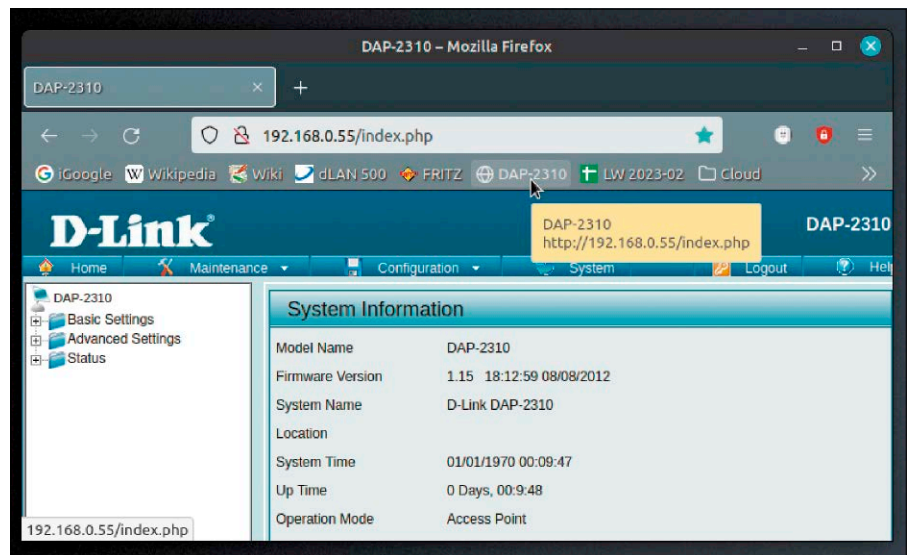 DAP-2310 – Mozilla Firefox
DAP-2310
192.168.0.55/index.php
iGoogle Wikipedia Wiki dLAN 500 FRITZ DAP-2310 LW 2023-02 Cloud
DAP-2310
http://192.168.0.55/index.php
D-Link DAP-2310
Home Maintenance Configuration System Logout Hel
DAP-2310
Basic Settings
Advanced Settings
Status
System Information
Model Name DAP-2310
Firmware Version 1.15 18:12:59 08/08/2012
System Name D-Link DAP-2310
Location
System Time 01/01/1970 00:09:47
Up Time 0 Days, 00:9:48
Operation Mode Access Point
192.168.0.55/index.php